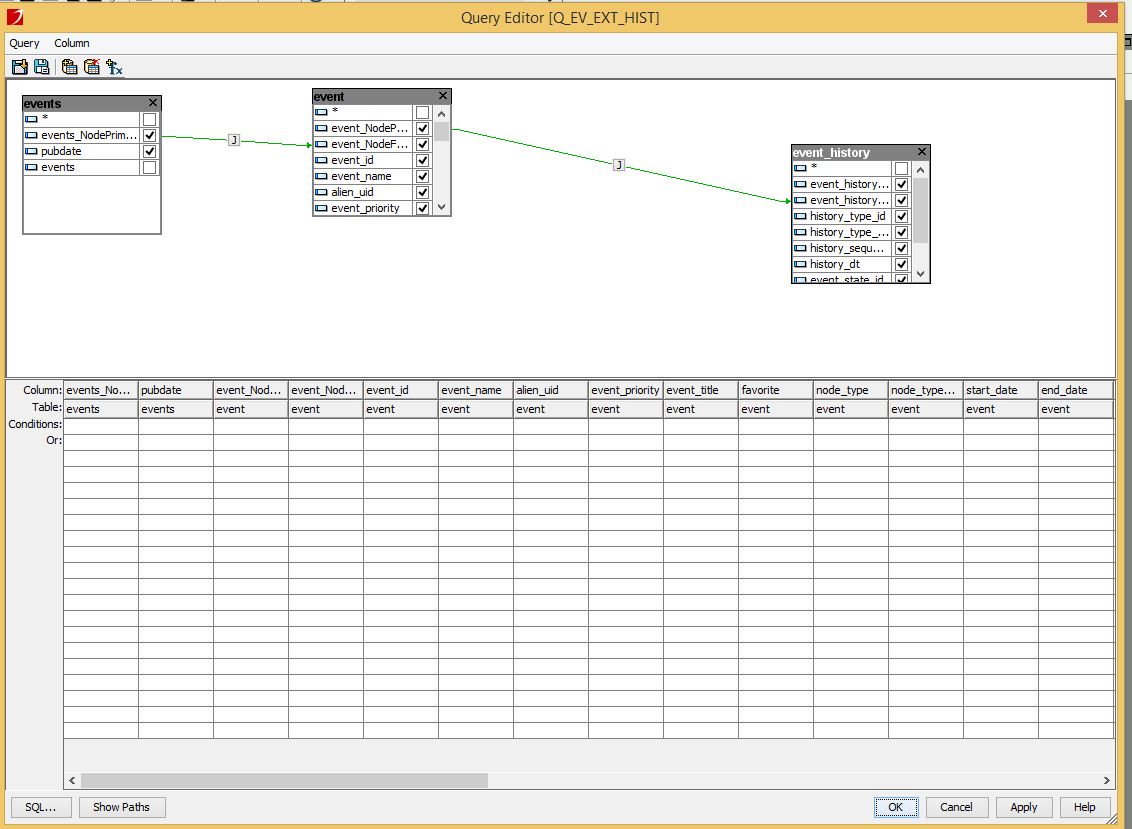 Query Editor [Q_EV_EXT_HIST]
Query Column
events
*
events_NodePrim...
pubdate
events
J
event
*
event_NodeP...
event_NodeF...
event_id
event_name
alien_uid
event_priority
J
event_history
*
event_history...
event_history...
history_type_id
history_type_...
history_sequ...
history_dt
event_state_id
Column: events_No... pubdate event_Nod... event_Nod... event_id event_name alien_uid event_priority event_title favorite node_type node_type... start_date end_date
Table: events events event event event event event event event event event event event event
Conditions:
Or:
SQL... Show Paths OK Cancel Apply Help